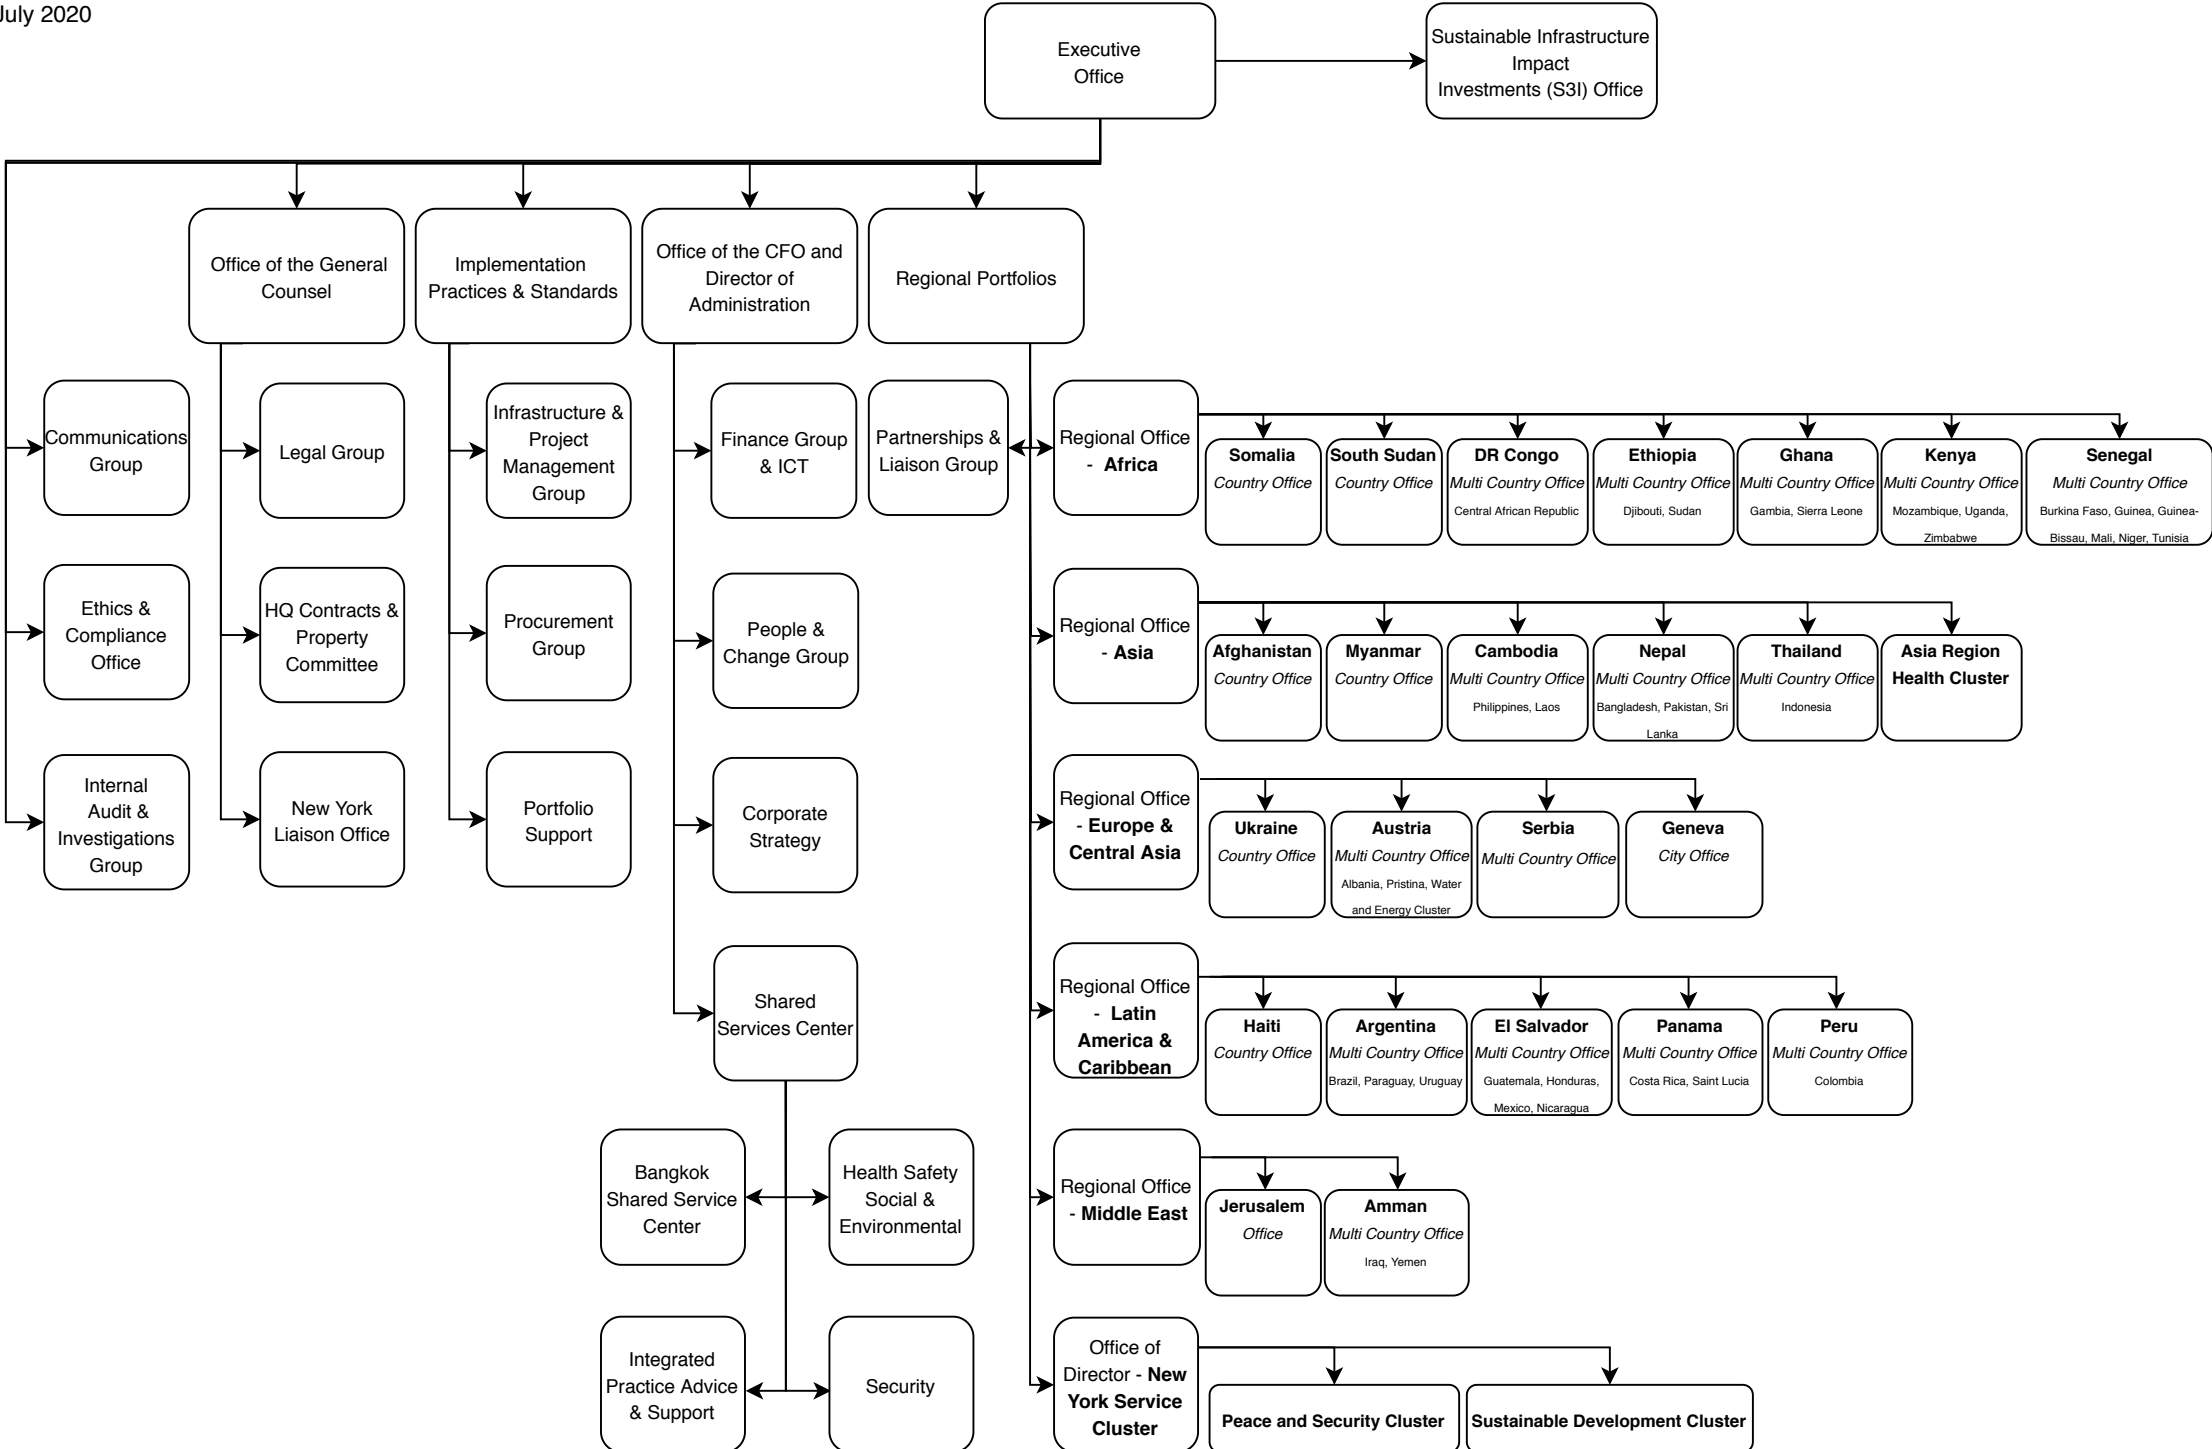 July 2020
Executive
Office
Sustainable Infrastructure
Impact
Investments (S3I) Office
Office of the General
Counsel
Implementation
Practices & Standards
Office of the CFO and
Director of
Administration
Regional Portfolios
Communications
Group
Legal Group
Infrastructure &
Project
Management
Group
Finance Group
& ICT
Partnerships &
Liaison Group
Regional Office
- Africa
Somalia
Country Office
South Sudan
Country Office
DR Congo
Multi Country Office
Central African Republic
Ethiopia
Multi Country Office
Djibouti, Sudan
Ghana
Multi Country Office
Gambia, Sierra Leone
Kenya
Multi Country Office
Mozambique, Uganda,
Zimbabwe
Senegal
Multi Country Office
Burkina Faso, Guinea, Guinea-
Bissau, Mali, Niger, Tunisia
Ethics &
Compliance
Office
HQ Contracts &
Property
Committee
Procurement
Group
People &
Change Group
Regional Office
- Asia
Afghanistan
Country Office
Myanmar
Country Office
Cambodia
Multi Country Office
Philippines, Laos
Nepal
Multi Country Office
Bangladesh, Pakistan, Sri
Lanka
Thailand
Multi Country Office
Indonesia
Asia Region
Health Cluster
Internal
Audit &
Investigations
Group
New York
Liaison Office
Portfolio
Support
Corporate
Strategy
Regional Office
- Europe &
Central Asia
Ukraine
Country Office
Austria
Multi Country Office
Albania, Pristina, Water
and Energy Cluster
Serbia
Multi Country Office
Geneva
City Office
Shared
Services Center
Regional Office
- Latin
America &
Caribbean
Haiti
Country Office
Argentina
Multi Country Office
Brazil, Paraguay, Uruguay
El Salvador
Multi Country Office
Guatemala, Honduras,
Mexico, Nicaragua
Panama
Multi Country Office
Costa Rica, Saint Lucia
Peru
Multi Country Office
Colombia
Bangkok
Shared Service
Center
Health Safety
Social &
Environmental
Regional Office
- Middle East
Jerusalem
Office
Amman
Multi Country Office
Iraq, Yemen
Integrated
Practice Advice
& Support
Security
Office of
Director - New
York Service
Cluster
Peace and Security Cluster
Sustainable Development Cluster